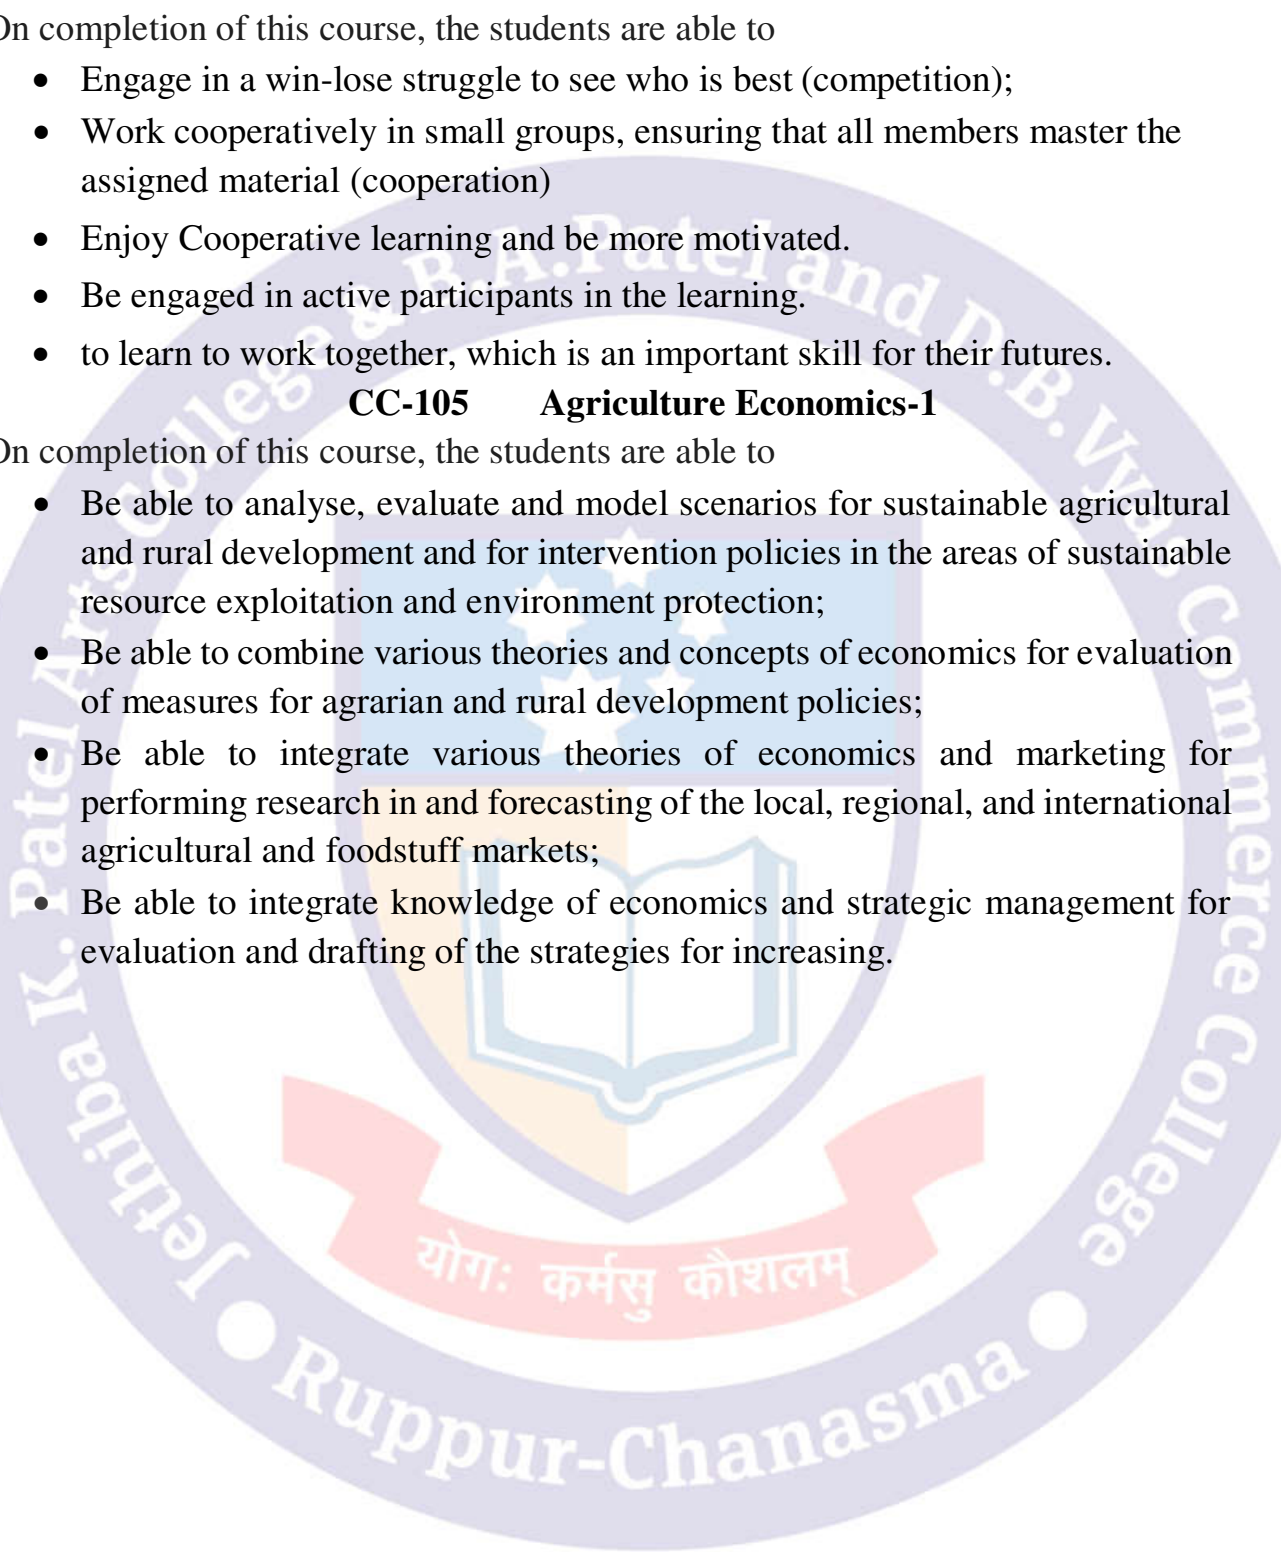 On completion of this course, the students are able to
• Engage in a win-lose struggle to see who is best (competition);
• Work cooperatively in small groups, ensuring that all members master the
assigned material (cooperation)
• Enjoy Cooperative learning and be more motivated.
• Be engaged in active participants in the learning.
• to learn to work together, which is an important skill for their futures.
CC-105 Agriculture Economics-1
On completion of this course, the students are able to
• Be able to analyse, evaluate and model scenarios for sustainable agricultural
and rural development and for intervention policies in the areas of sustainable
resource exploitation and environment protection;
• Be able to combine various theories and concepts of economics for evaluation
of measures for agrarian and rural development policies;
• Be able to integrate various theories of economics and marketing for
performing research in and forecasting of the local, regional, and international
agricultural and foodstuff markets;
• Be able to integrate knowledge of economics and strategic management for
evaluation and drafting of the strategies for increasing.
Jethiba K. Patel Arts College & B.A.Patel and D.B.Vyas Commerce College
योगः कर्मसु कौशलम्
Ruppur-Chanasma